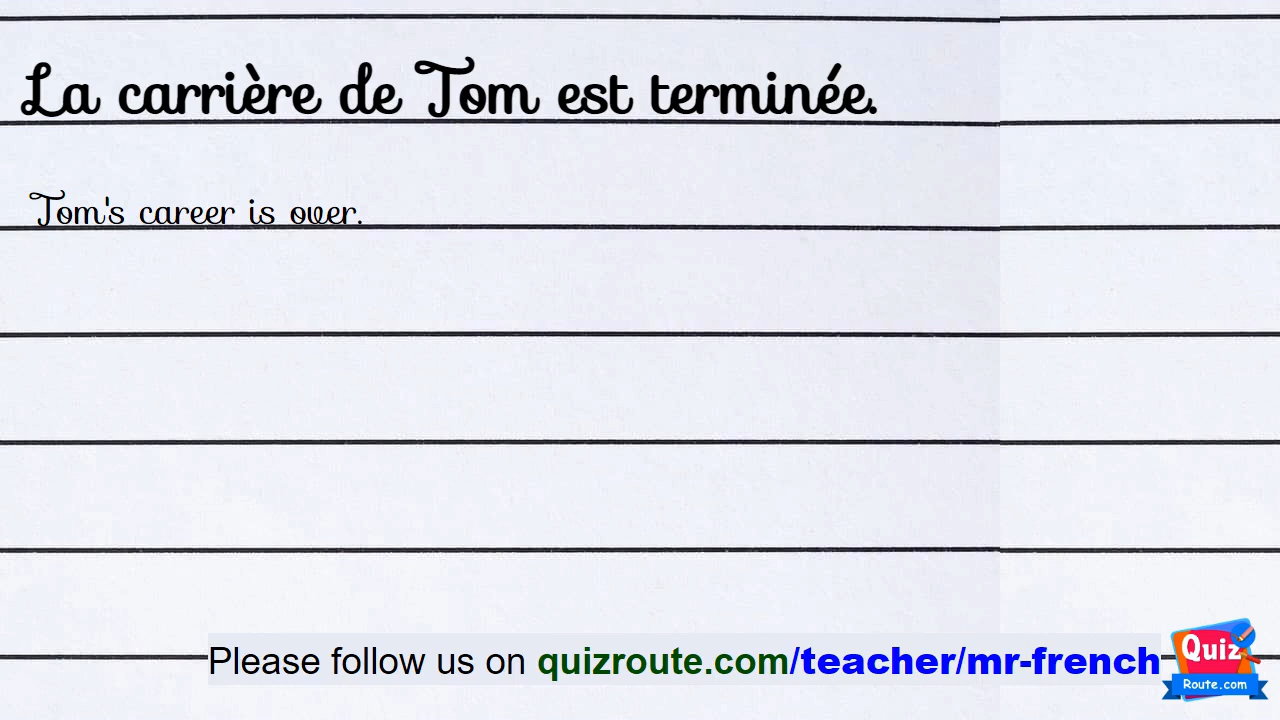 La carrière de Tom est terminée.
Tom's career is over.
Please follow us on quizroute.com/teacher/mr-french
Quiz
Route.com